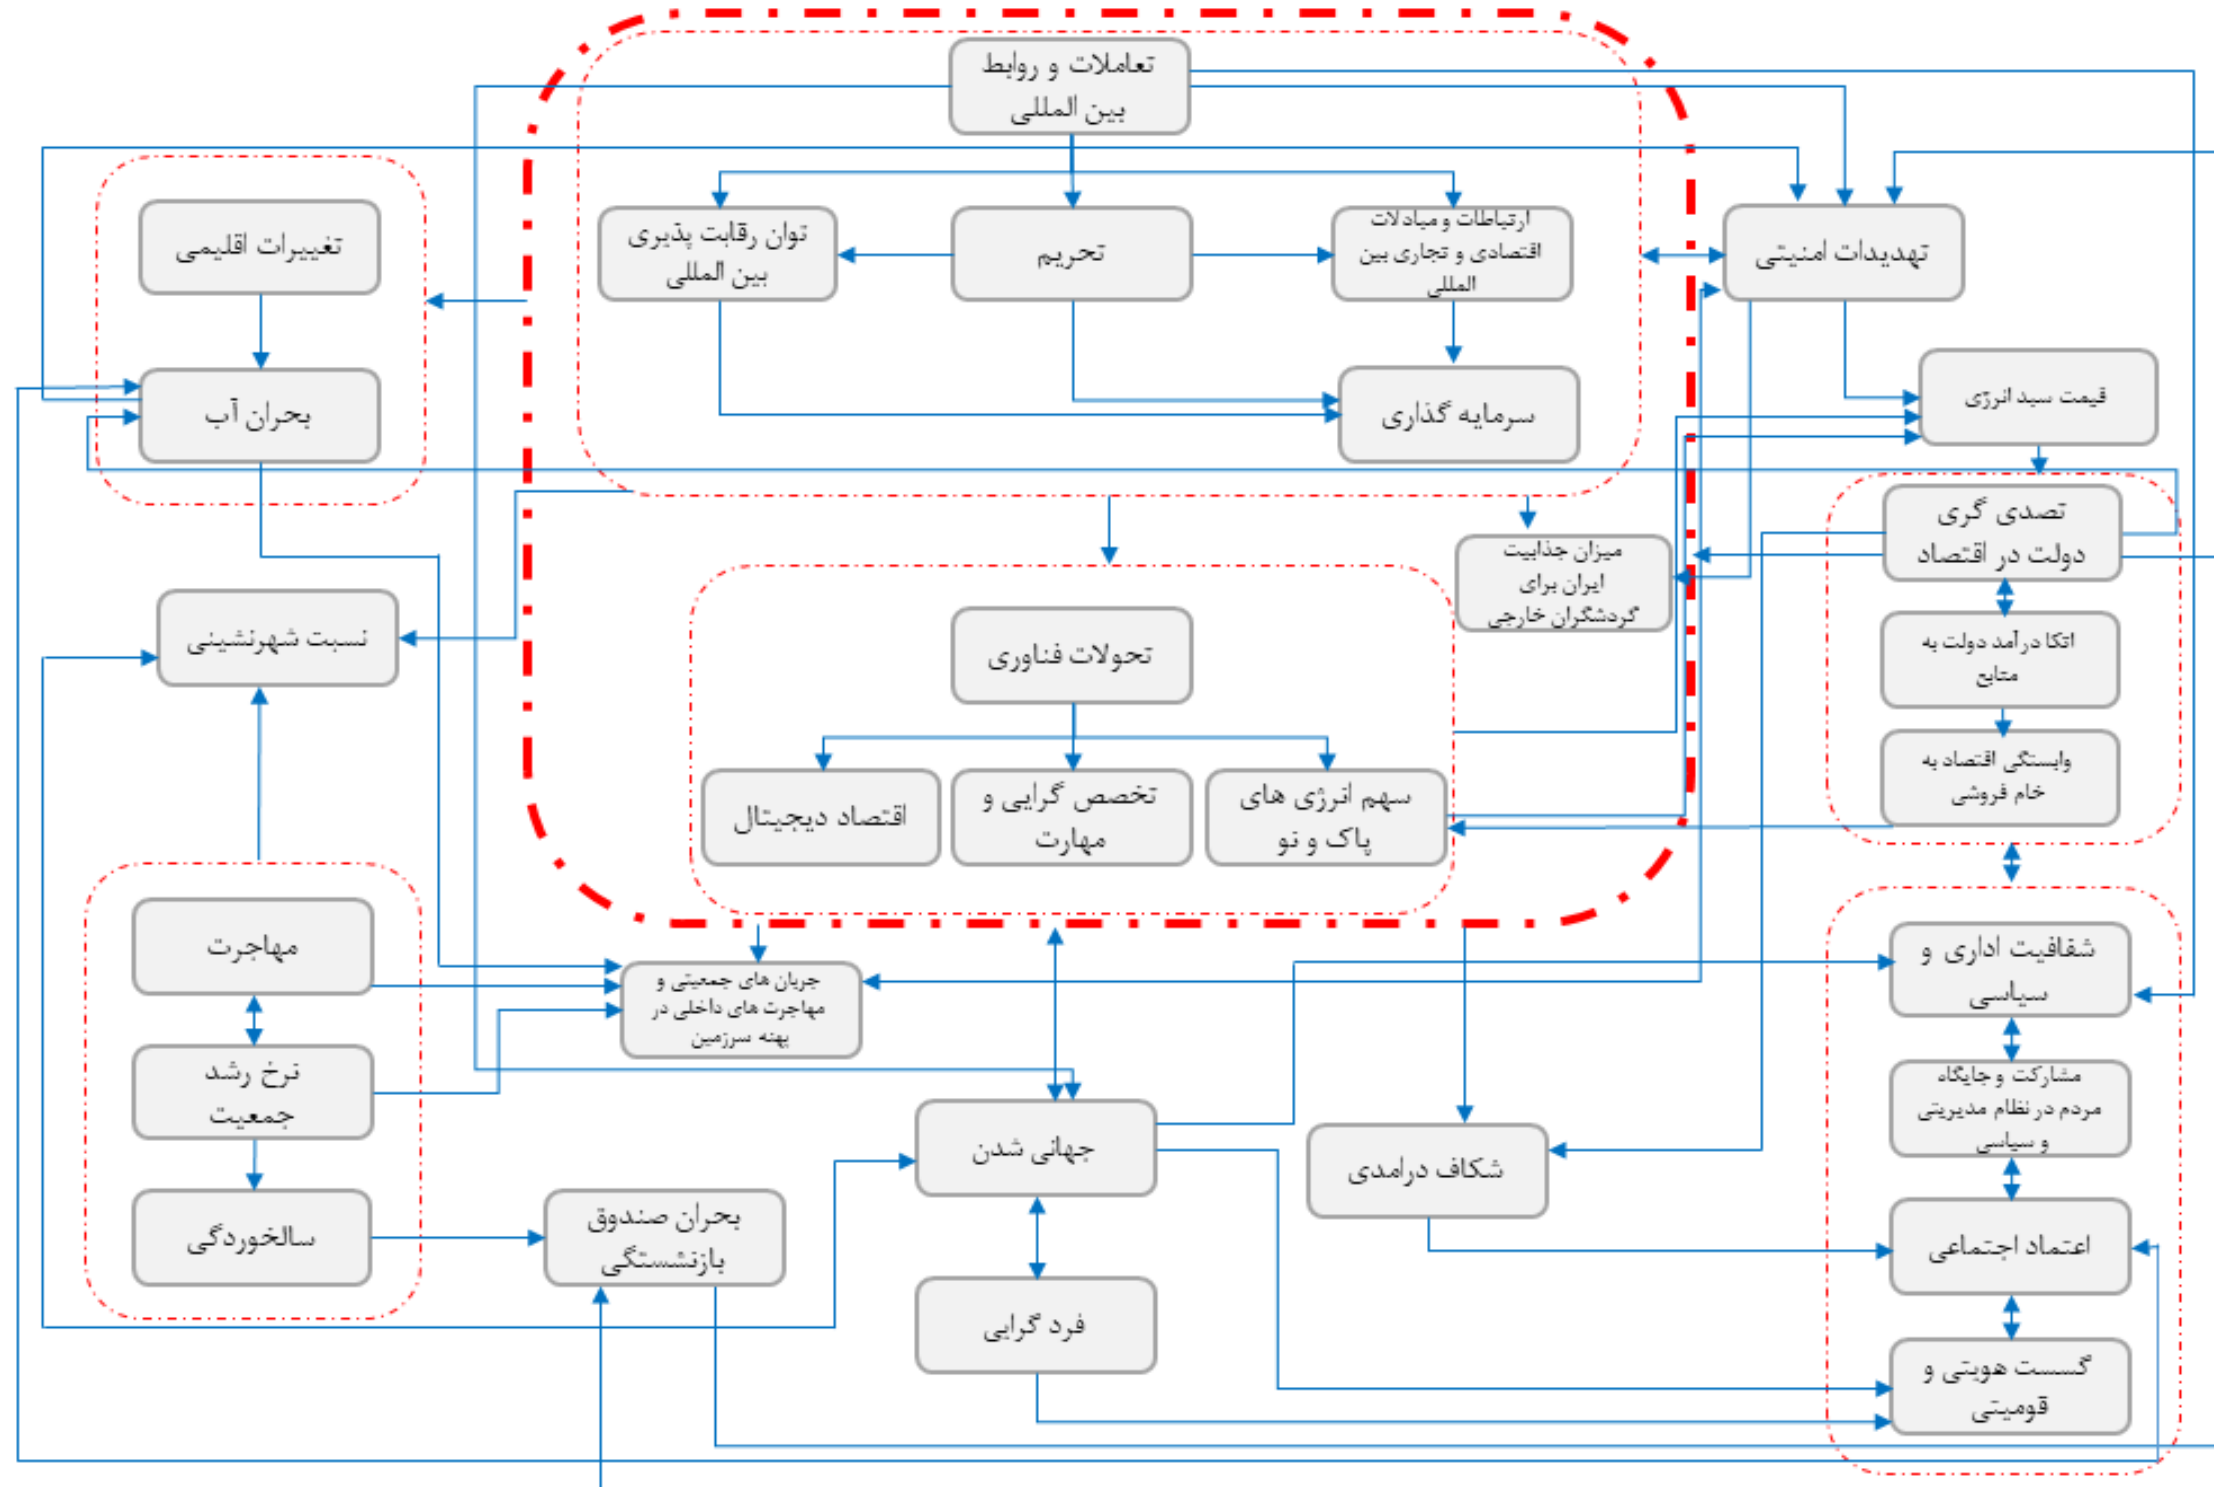 تعاملات و روابط
بین المللی
تغییرات اقلیمی
توان رقابت پذیری
بین المللی
تحریم
ارتباطات و مبادلات
اقتصادی و تجاری بین
المللی
تهدیدات امنیتی
بحران آب
سرمایه گذاری
قیمت سبد انرژی
تصدی گری
دولت در اقتصاد
میزان جذابیت
ایران برای
گردشگران خارجی
نسبت شهرنشینی
تحولات فناوری
اتکا درآمد دولت به
منابع
اقتصاد دیجیتال
تخصص گرایی و
مهارت
سهم انرژی های
پاک و نو
وابستگی اقتصاد به
خام فروشی
مهاجرت
جریان های جمعیتی و
مهاجرت های داخلی در
پهنه سرزمین
شفافیت اداری و
سیاسی
نرخ رشد
جمعیت
جهانی شدن
شکاف درامدی
مشارکت و جایگاه
مردم در نظام مدیریتی
و سیاسی
سالخوردگی
بحران صندوق
بازنشستگی
اعتماد اجتماعی
فرد گرایی
گسست هویتی و
قومیتی